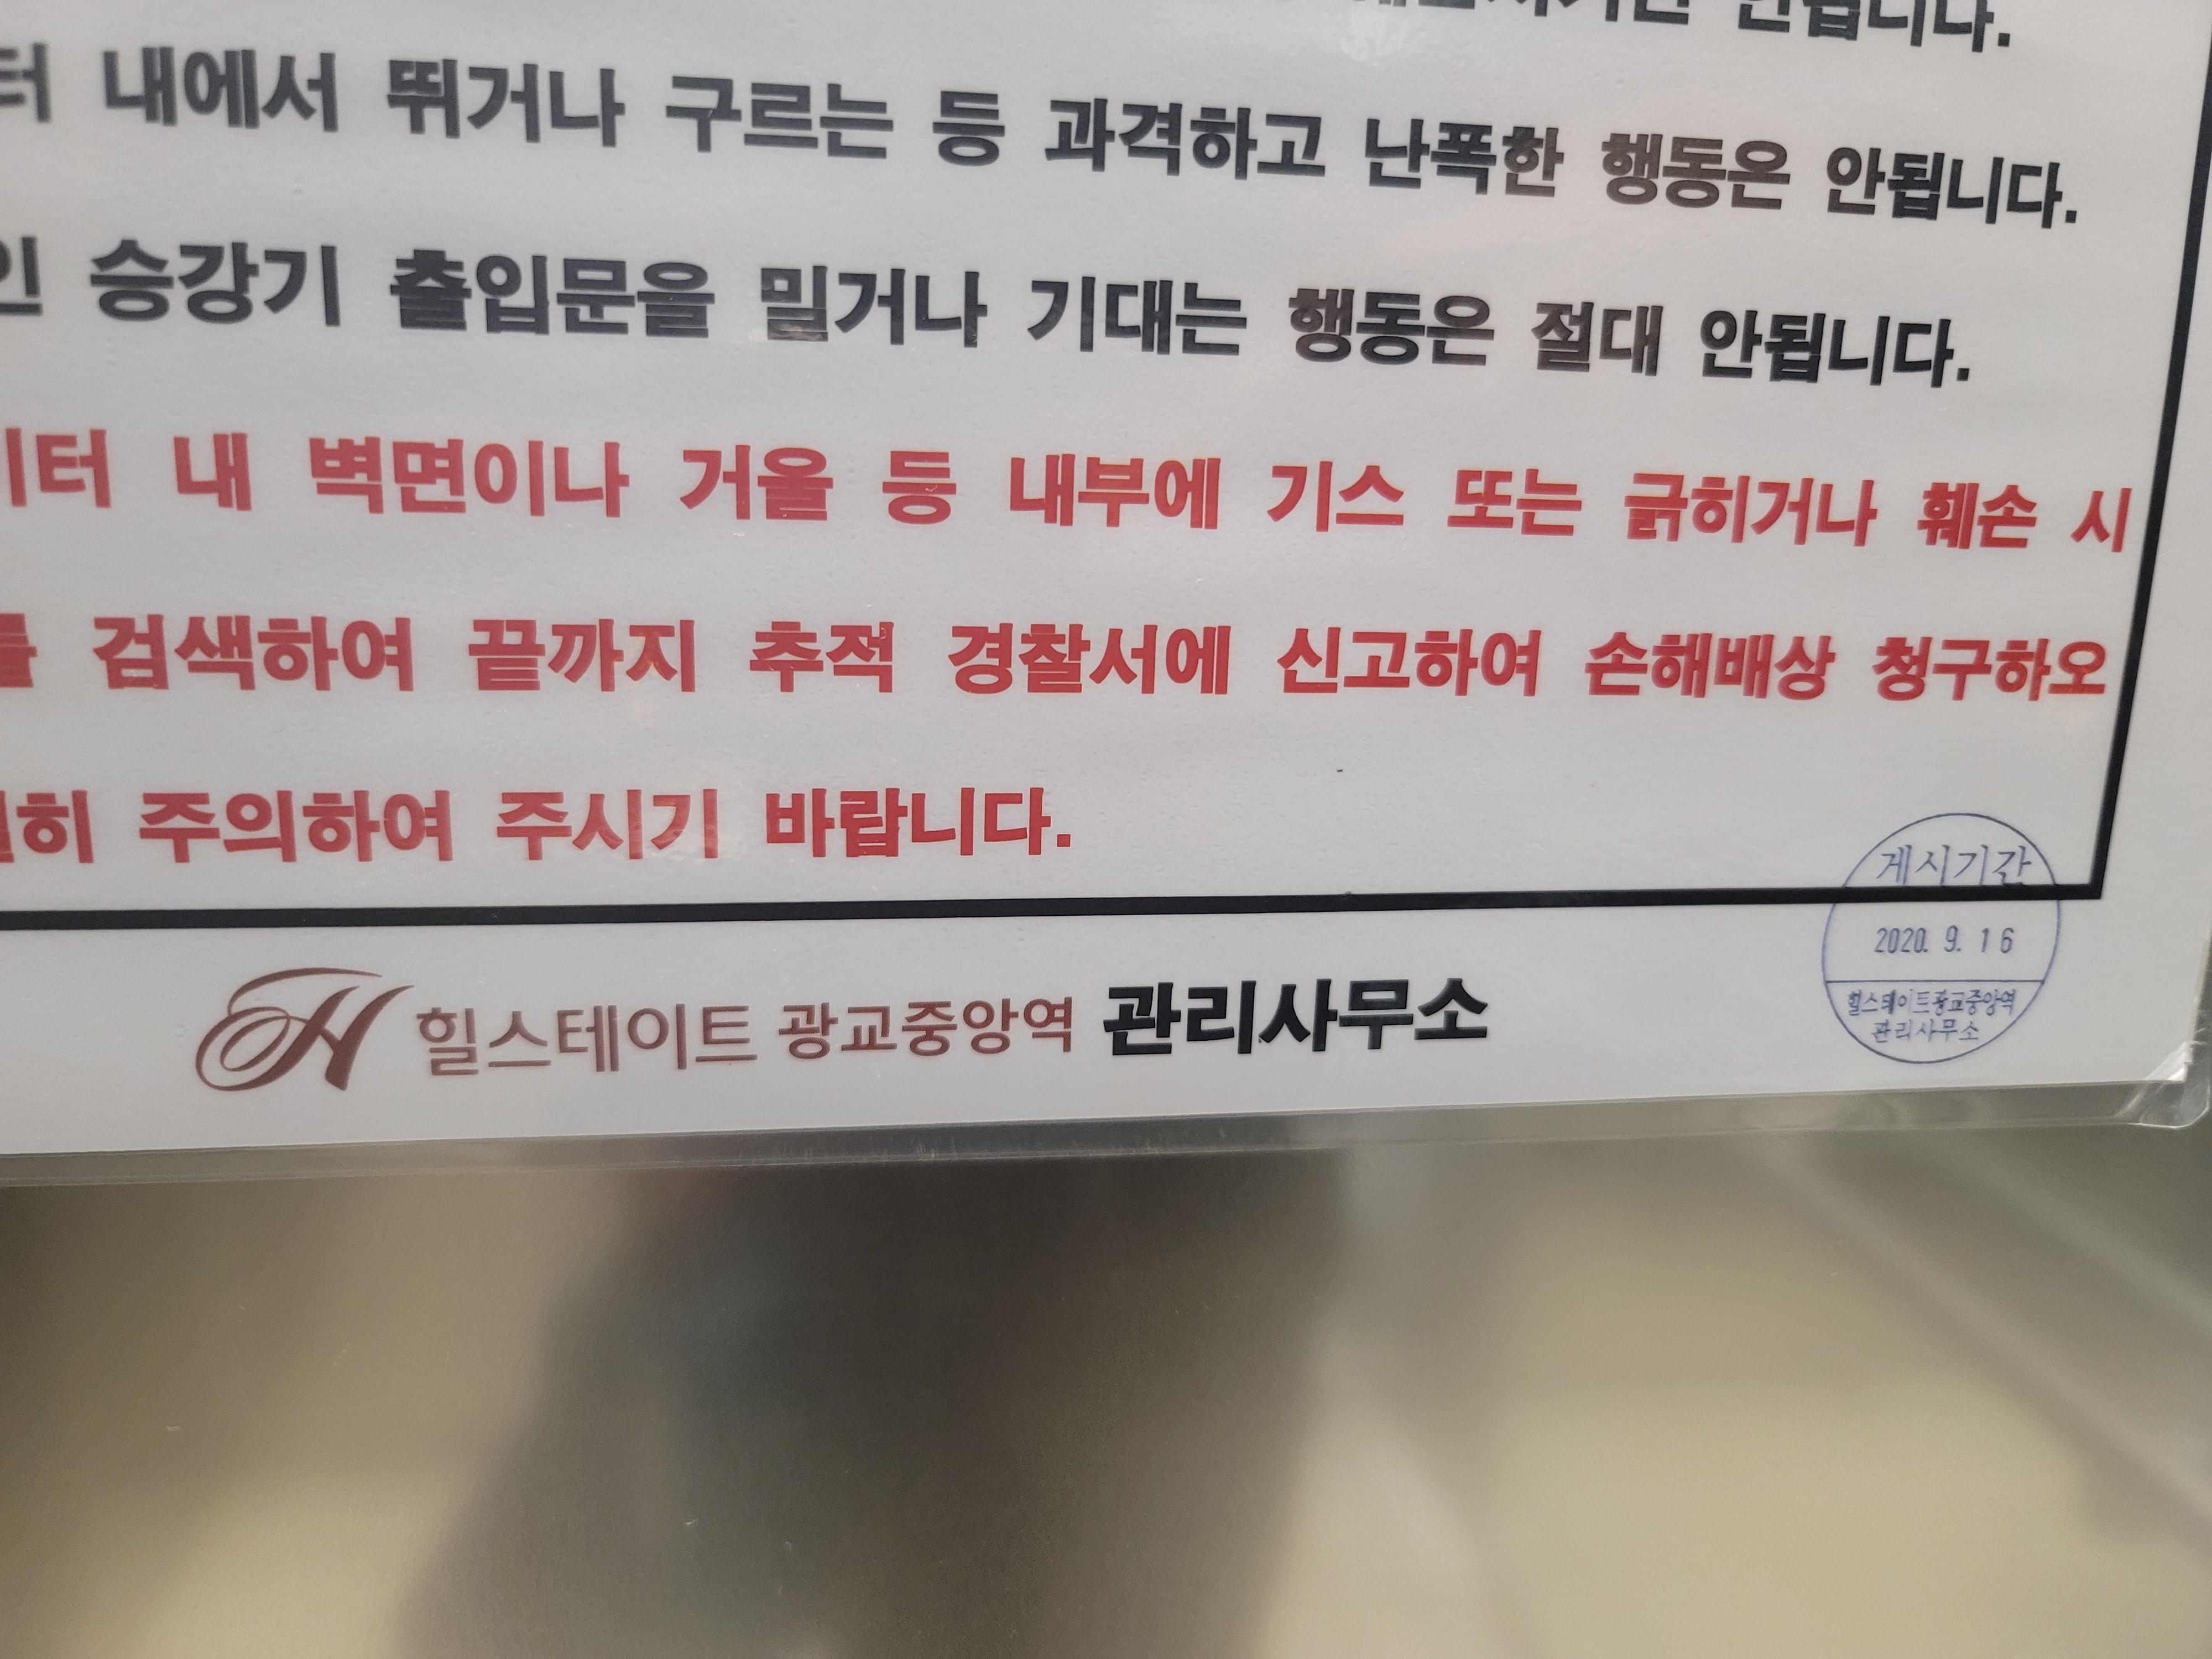 안됩니다.
터 내에서 뛰거나 구르는 등 과격하고 난폭한 행동은 안됩니다.
인 승강기 출입문을 밀거나 기대는 행동은 절대 안됩니다.
이터 내 벽면이나 거울 등 내부에 기스 또는 긁히거나 훼손 시
를 검색하여 끝까지 추적 경찰서에 신고하여 손해배상 청구하오
히 주의하여 주시기 바랍니다.
게시기간
2020. 9. 16
힐스테이트광교중앙역
관리사무소
H 힐스테이트 광교중앙역 관리사무소